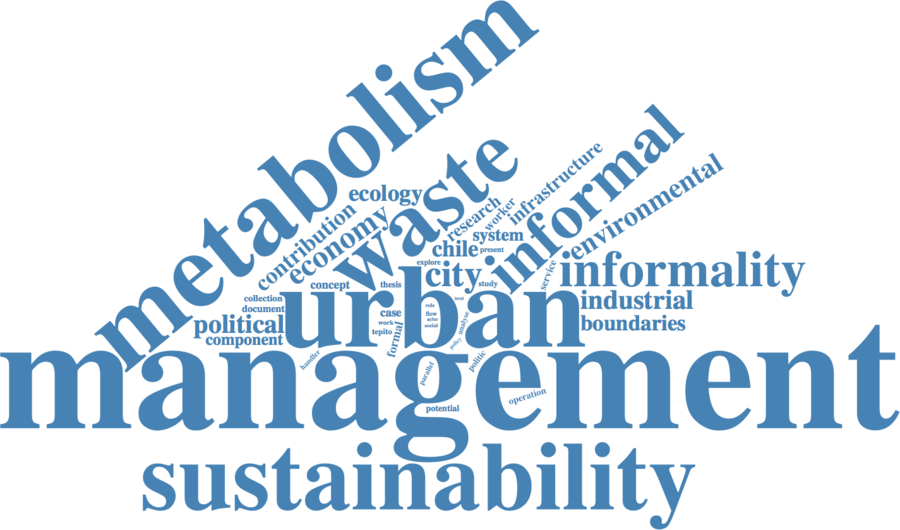 metabolism
waste
informal
ecology
infrastructure
research
worker
environmental
contribution
economy
system
chile
present
explore
service
informality
city
concept
thesis
study
urban
collection
document
industrial
political
component
case
work
tepito
formal
role
flow
actor
social
analyse
policy
boundaries
handler
parallel
politic
management
operation
potential
sustainability